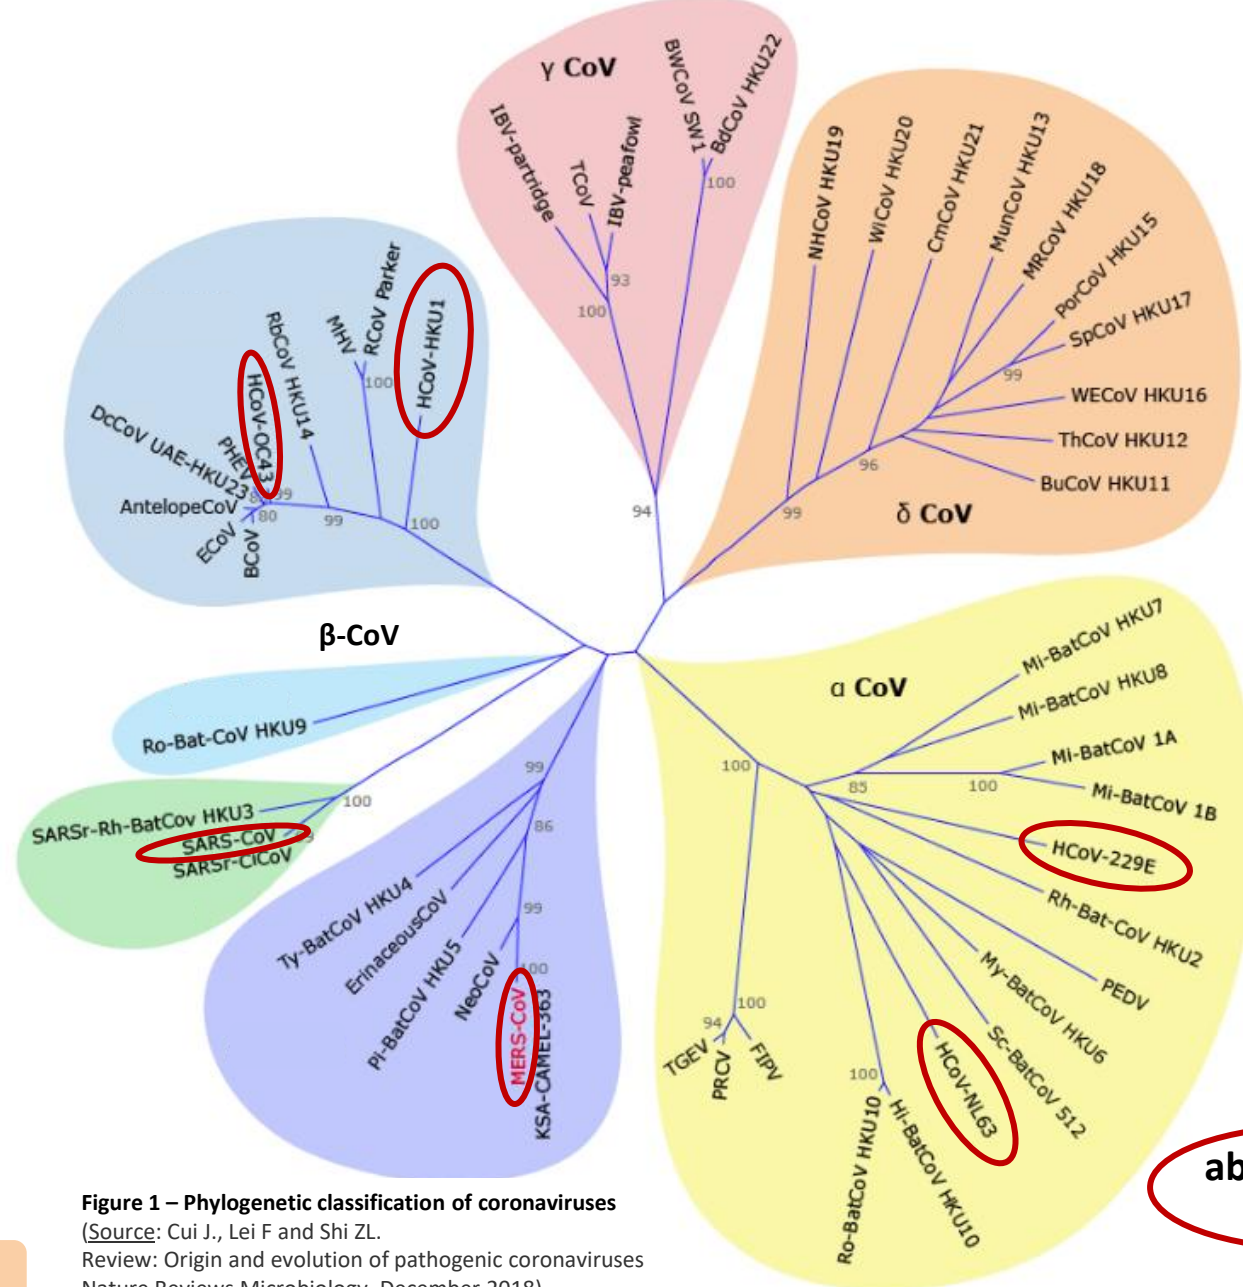 γ CoV
IBV-partridge
TCoV
IBV-peafowl
BWCoV SW1
BdCoV HKU22
100
93
100
94
NHCoV HKU19
WiCoV HKU20
CmCoV HKU21
MunCoV HKU13
MRCoV HKU18
PorCoV HKU15
SpCoV HKU17
99
WECoV HKU16
ThCoV HKU12
BuCoV HKU11
96
99
δ CoV
DcCoV UAE-HKU23
PHEV
HCoV-OC43
RbCoV HKU14
MHV
RCoV Parker
HCoV-HKU1
100
AntelopeCoV
ECoV
BCoV
99
80
99
100
β-CoV
Ro-Bat-CoV HKU9
SARSr-Rh-BatCov HKU3
SARS-CoV
SARSr-CiCoV
100
99
86
99
100
Ty-BatCoV HKU4
ErinaceousCoV
Pi-BatCoV HKU5
NeoCoV
MERS-CoV
KSA-CAMEL-363
α CoV
Mi-BatCoV HKU7
Mi-BatCoV HKU8
Mi-BatCoV 1A
Mi-BatCoV 1B
HCoV-229E
Rh-Bat-CoV HKU2
PEDV
My-BatCoV HKU6
Sc-BatCoV 512
HCoV-NL63
Hi-BatCoV HKU10
Ro-BatCoV HKU10
100
85
100
100
94
100
TGEV
PRCV
FIPV
ab
Figure 1 – Phylogenetic classification of coronaviruses
(Source: Cui J., Lei F and Shi ZL.
Review: Origin and evolution of pathogenic coronaviruses
Nature Reviews Microbiology, December 2018)